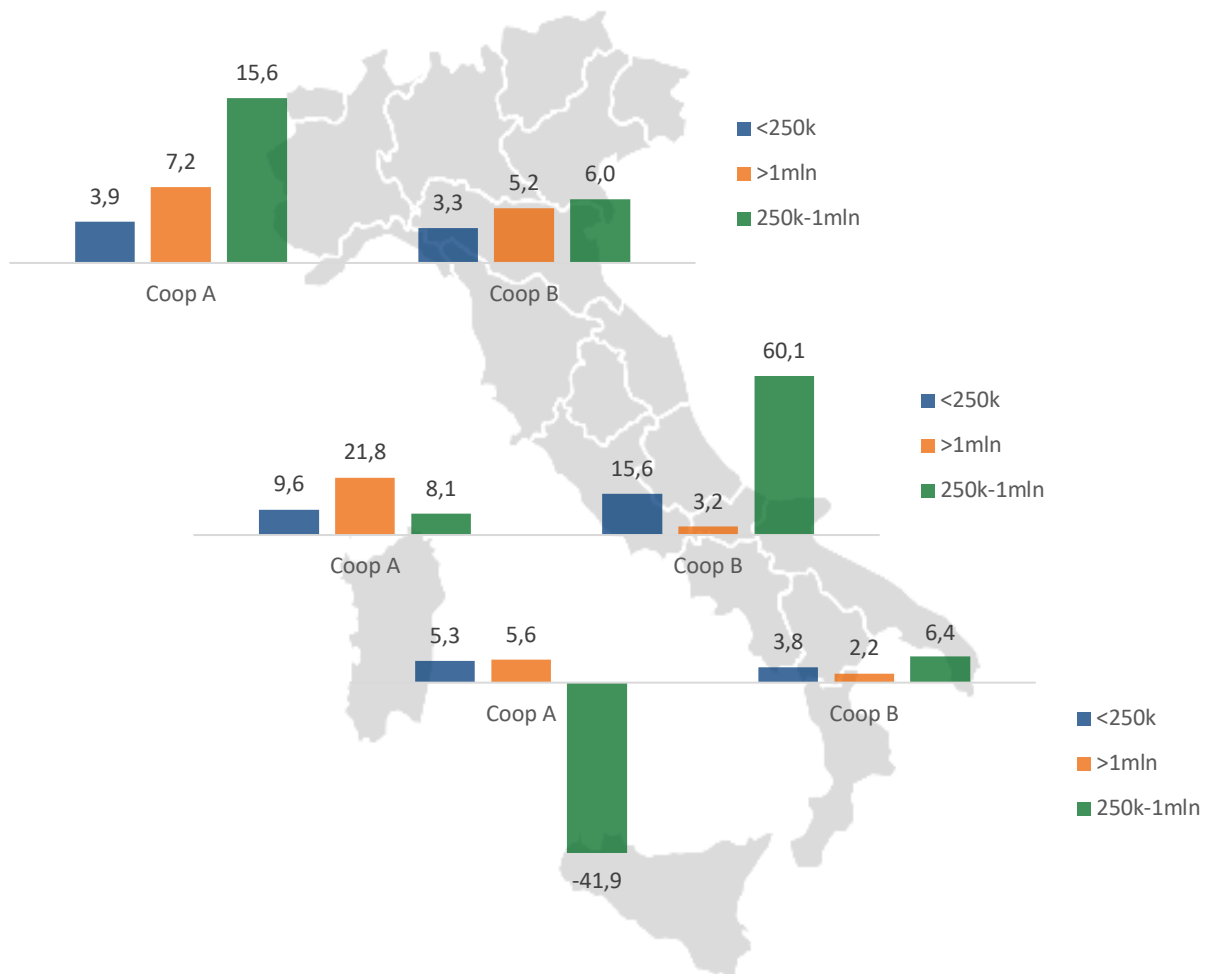 15,6
7,2
3,9
6,0
5,2
3,3
<250k
>1mln
250k-1mln
Coop A
Coop B
60,1
21,8
9,6
8,1
15,6
3,2
<250k
>1mln
250k-1mln
Coop A
Coop B
5,3
5,6
-41,9
3,8
2,2
6,4
Coop A
Coop B
<250k
>1mln
250k-1mln